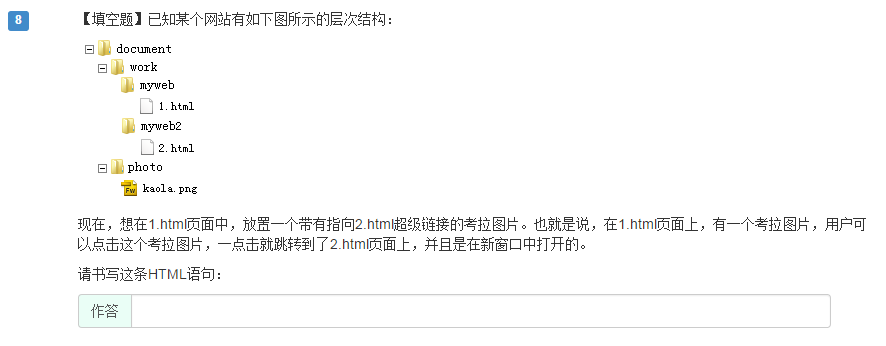 8
【填空题】已知某个网站有如下图所示的层次结构：
document
work
myweb
1.html
myweb2
2.html
photo
Fw
kaola.png
现在，想在1.html页面中，放置一个带有指向2.html超级链接的考拉图片。也就是说，在1.html页面上，有一个考拉图片，用户可
以点击这个考拉图片，一点击就跳转到了2.html页面上，并且是在新窗口中打开的。
请书写这条HTML语句：
作答